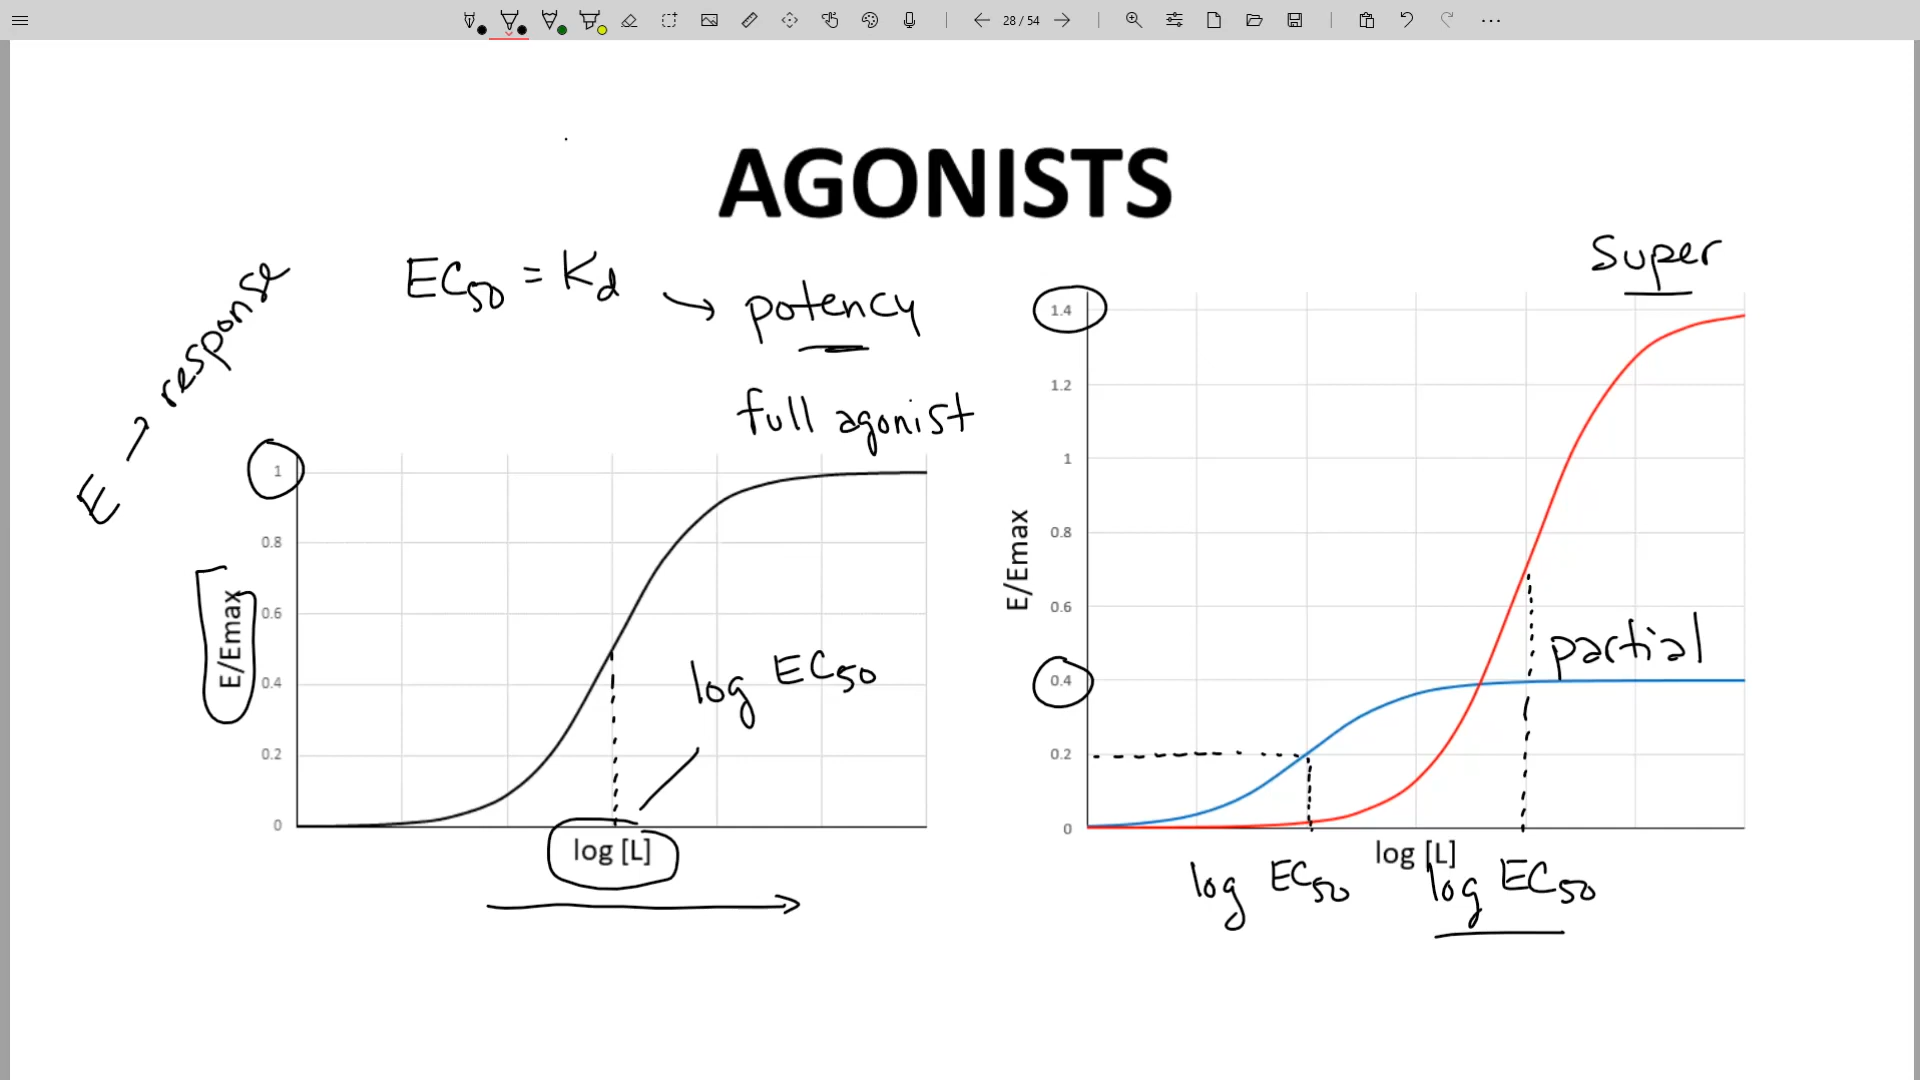 28 / 54
AGONISTS
EC50 = Kd → potency
full agonist
E → response
Super
1
0.8
0.6
0.4
0.2
0
E/Emax
log EC50
log [L]
1.4
1.2
1
0.8
0.6
0.4
0.2
0
E/Emax
partial
log [L]
log EC50
log EC50